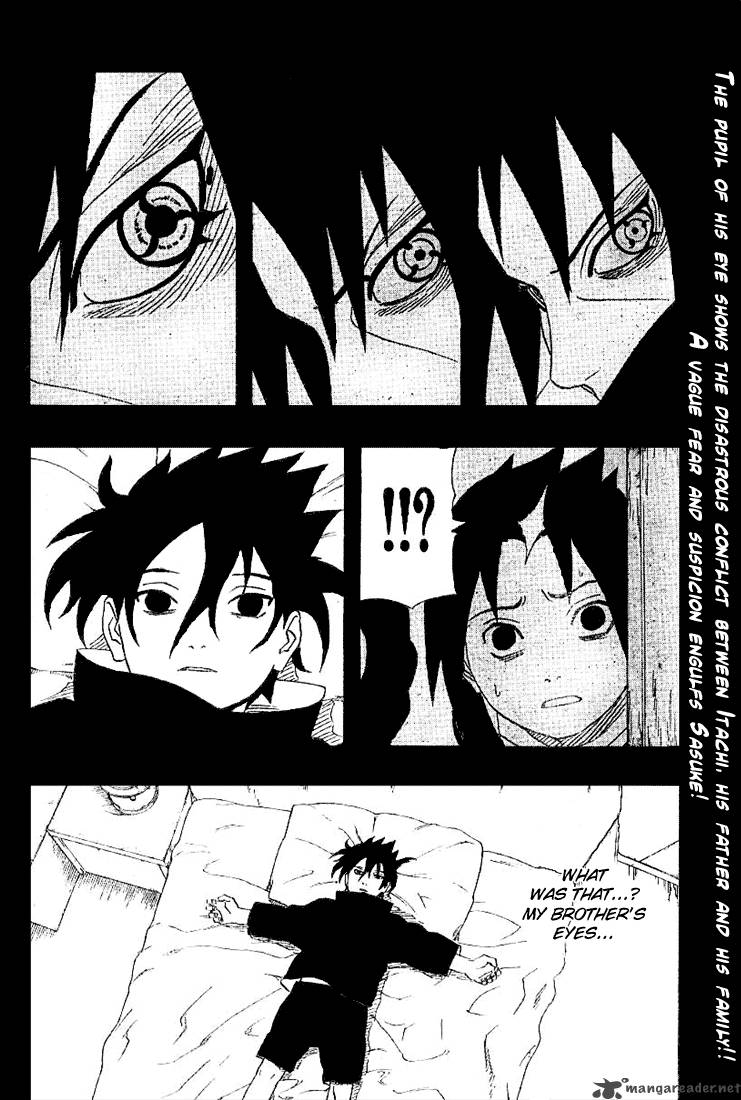 THE PUPIL OF HIS EYE SHOWS THE DISASTROUS CONFLICT BETWEEN ITACHI, HIS FATHER AND HIS FAMILY!!
A VAGUE FEAR AND SUSPICION ENGULFS SASUKE!
!!?
WHAT
WAS THAT...?
MY BROTHER'S
EYES...
mangareader.net